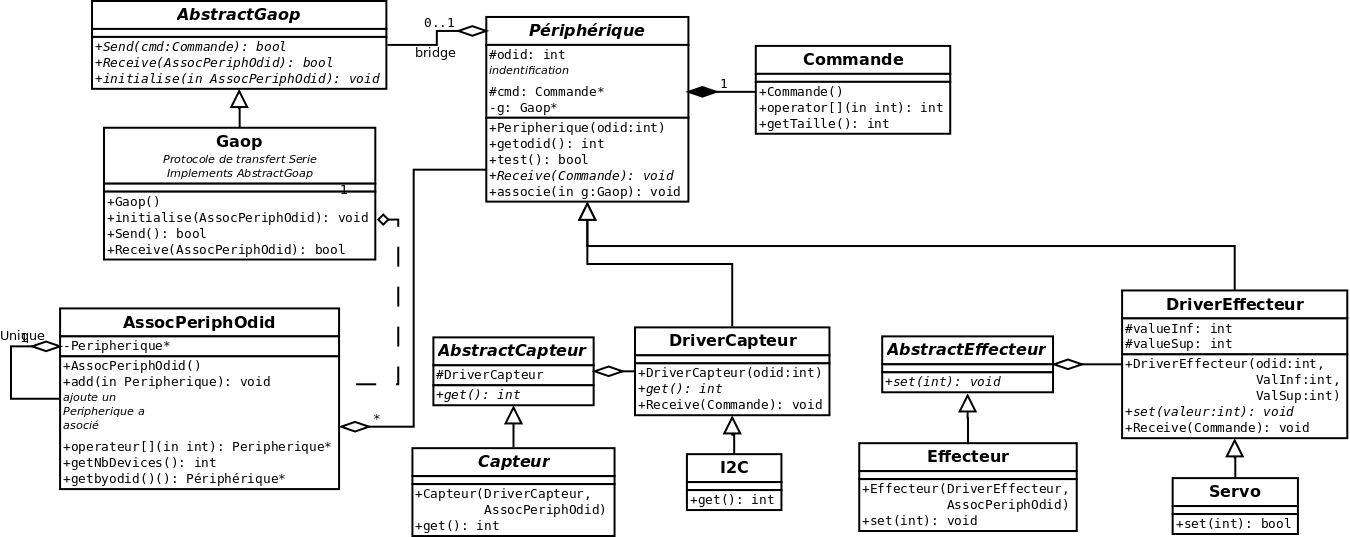 AbstractGaop
+Send(cmd:Commande): bool
+Receive(AssocPeriphOdid): bool
+initialise(in AssocPeriphOdid): void
0..1
bridge
Périphérique
#odid: int
indentification
#cmd: Commande*
-g: Gaop*
+Peripherique(odid:int)
+getodid(): int
+test(): bool
+Receive(Commande): void
+associe(in g:Gaop): void
1
Commande
+Commande()
+operator[](in int): int
+getTaille(): int
Gaop
Protocole de transfert Serie
Implements AbstractGoap
1
+Gaop()
+initialise(AssocPeriphOdid): void
+Send(): bool
+Receive(AssocPeriphOdid): bool
Unique
1
AssocPeriphOdid
-Peripherique*
+AssocPeriphOdid()
+add(in Peripherique): void
ajoute un
Peripherique a
asocié
+operateur[](in int): Peripherique*
+getNbDevices(): int
+getbyodid()(): Périphérique*
*
AbstractCapteur
#DriverCapteur
+get(): int
DriverCapteur
+DriverCapteur(odid:int)
+get(): int
+Receive(Commande): void
AbstractEffecteur
+set(int): void
DriverEffecteur
#valueInf: int
#valueSup: int
+DriverEffecteur(odid:int,
ValInf:int,
ValSup:int)
+set(valeur:int): void
+Receive(Commande): void
Capteur
+Capteur(DriverCapteur,
AssocPeriphOdid)
+get(): int
I2C
+get(): int
Effecteur
+Effecteur(DriverEffecteur,
AssocPeriphOdid)
+set(int): void
Servo
+set(int): bool